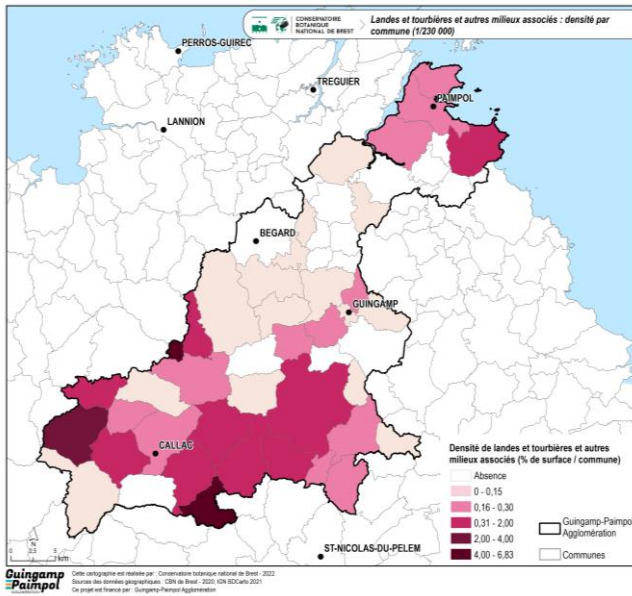 CONSERVATOIRE
BOTANIQUE
NATIONAL DE BREST
Landes et tourbières et autres milieux associés : densité par
commune (1/230 000)
PERROS-GUIREC
TREGUIER
PAIMPOL
LANNION
BEGARD
GUINGAMP
CALLAC
ST-NICOLAS-DU-PELEM
Densité de landes et tourbières et autres
milieux associés (% de surface / commune)
Absence
0 - 0,15
0,16 - 0,30
0,31 - 2,00
2,00 - 4,00
4,00 - 6,83
Guingamp-Paimpol
Agglomération
Communes
N
0 2,5 5
km
Guingamp
Paimpol
Cette cartographie est réalisée par : Conservatoire botanique national de Brest - 2022
Sources des données géographiques : CBN de Brest - 2020, IGN BDCarto 2021
Ce projet est financé par : Guingamp-Paimpol Agglomération